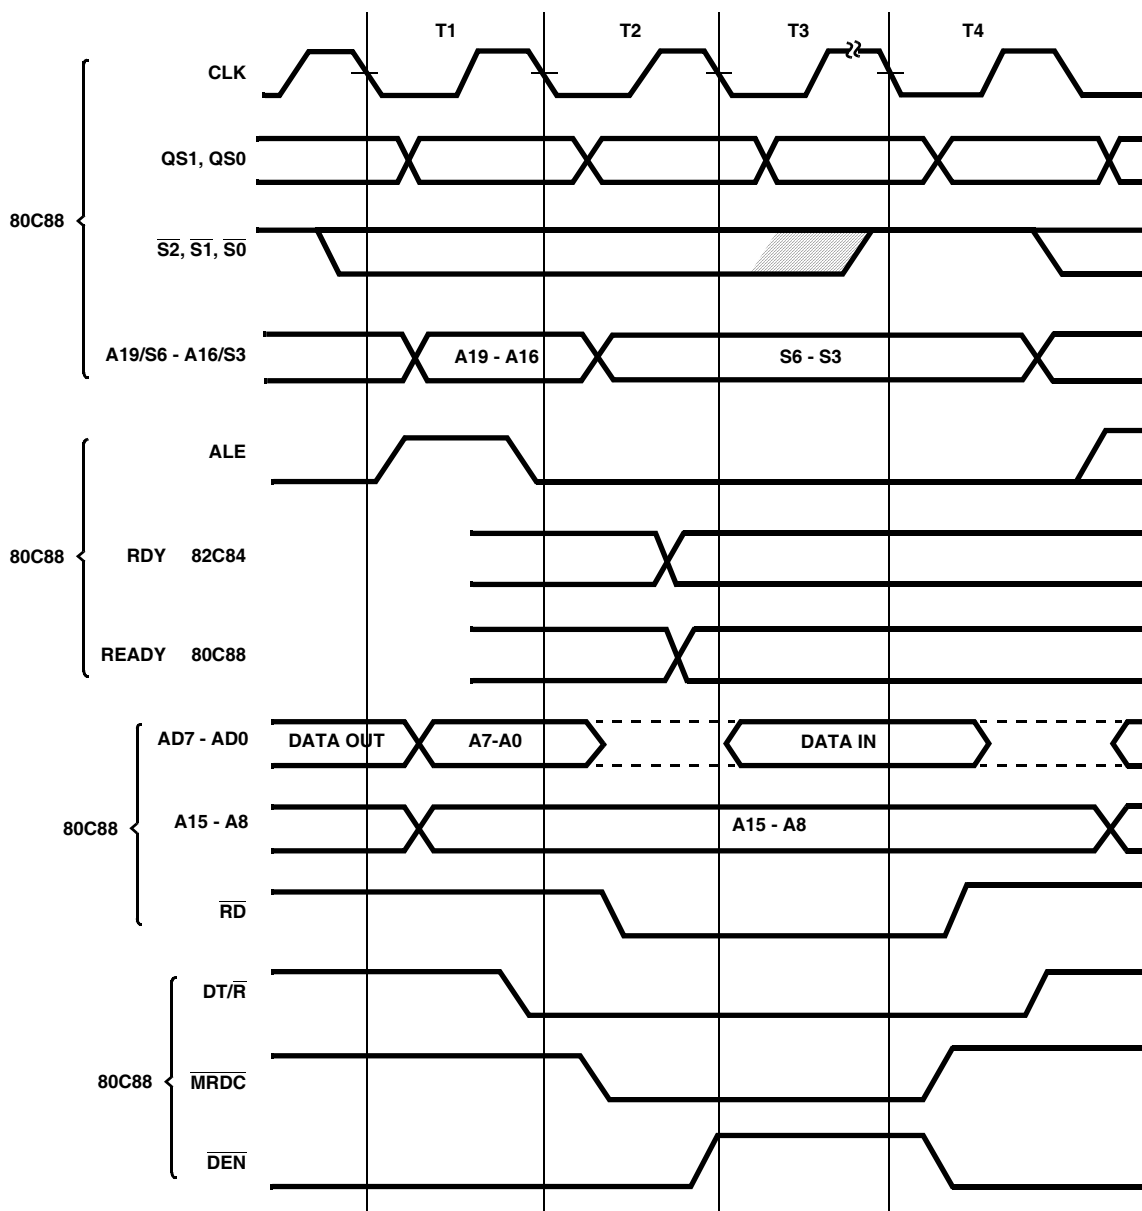 T1 T2 T3 T4
CLK
QS1, QS0
80C88
S2, S1, S0
A19/S6 - A16/S3
A19 - A16
S6 - S3
ALE
80C88
RDY 82C84
READY 80C88
AD7 - AD0
DATA OUT
A7-A0
DATA IN
80C88
A15 - A8
A15 - A8
RD
DT/R
80C88
MRDC
DEN